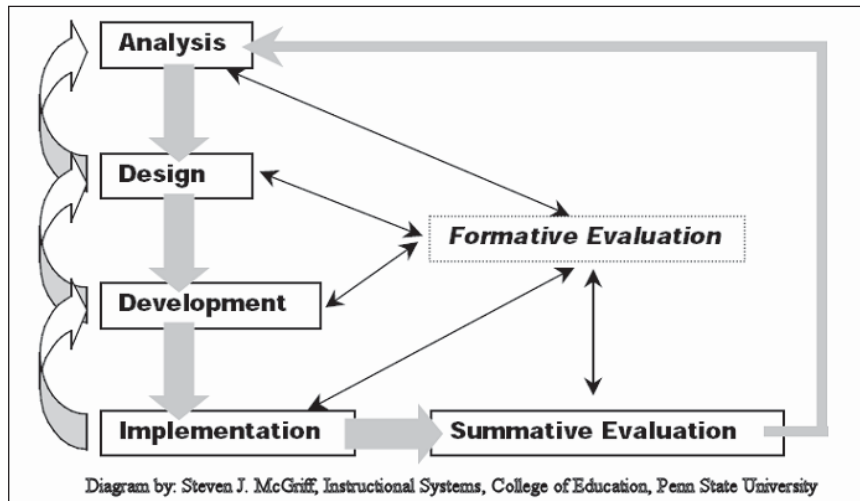 Analysis
Design
Formative Evaluation
Development
Implementation
Summative Evaluation
Diagram by: Steven J. McGriff, Instructional Systems, College of Education, Penn State University